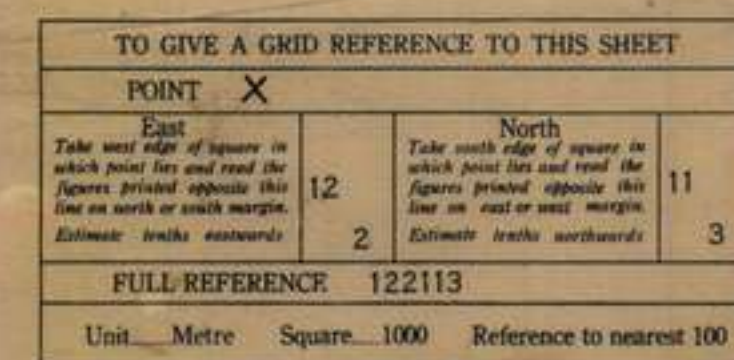 TO GIVE A GRID REFERENCE TO THIS SHEET
POINT X
East
Take west edge of square in
which point lies and read the
figures printed opposite this
line on north or south margin.
Estimate tenths eastwards
12
2
North
Take south edge of square in
which point lies and read the
figures printed opposite this
line on east or west margin.
Estimate tenths northwards
11
3
FULL REFERENCE 122113
Unit....Metre Square....1000 Reference to nearest 100